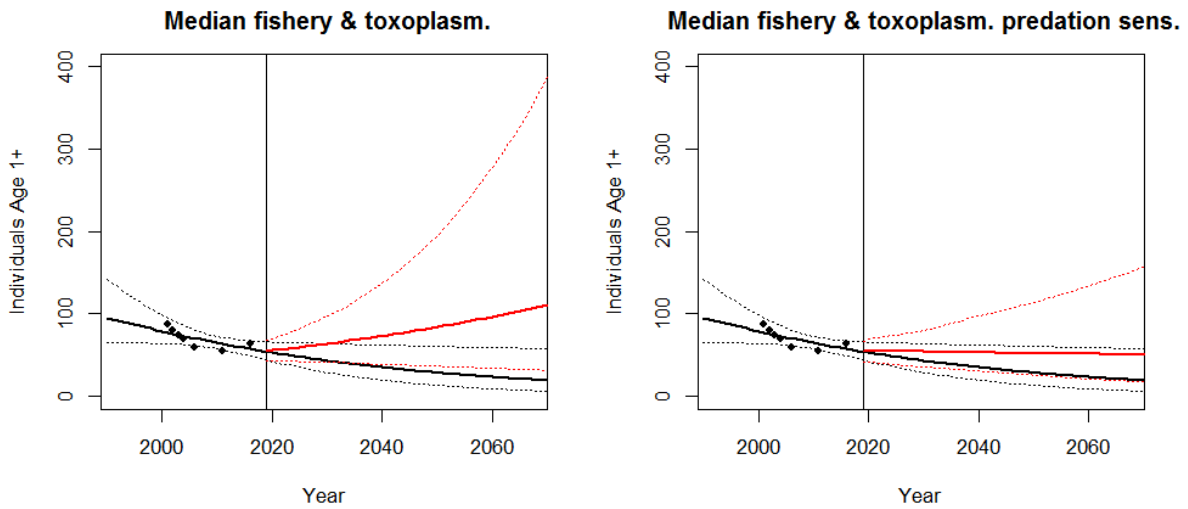 Median fishery & toxoplasm.
Individuals Age 1+
400
300
200
100
0
2000 2020 2040 2060
Year
Median fishery & toxoplasm. predation sens.
Individuals Age 1+
400
300
200
100
0
2000 2020 2040 2060
Year